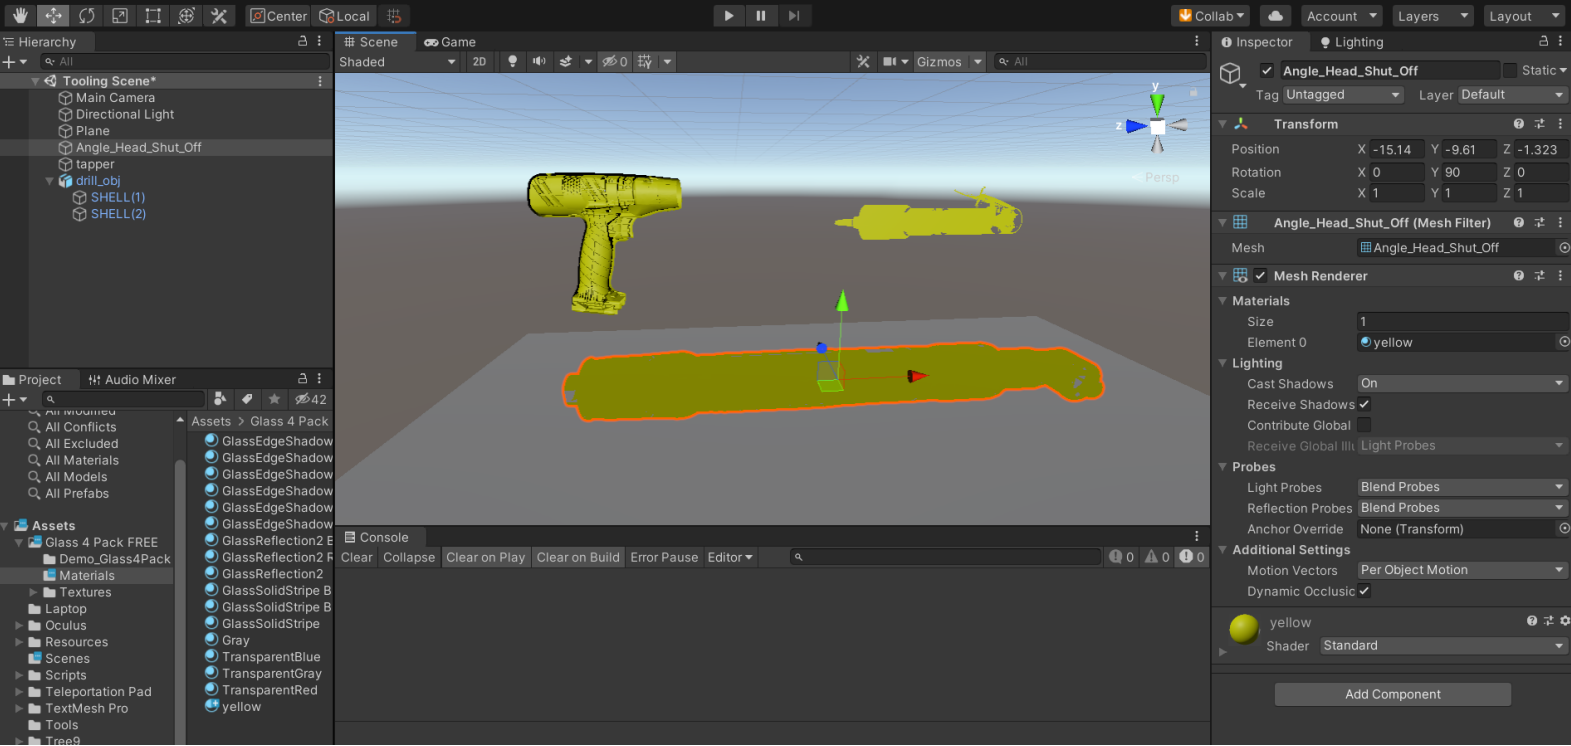 Center Local Collab Account Layers Layout
Hierarchy
All
Tooling Scene*
Main Camera
Directional Light
Plane
Angle_Head_Shut_Off
tapper
drill_obj
SHELL(1)
SHELL(2)
Scene Game
Shaded 2D 0 Gizmos All
y
z
Persp
Project Audio Mixer
42
All Modified
All Conflicts
All Excluded
All Materials
All Models
All Prefabs
Assets
Glass 4 Pack FREE
Demo_Glass4Pack
Materials
Textures
Laptop
Oculus
Resources
Scenes
Scripts
Teleportation Pad
TextMesh Pro
Tools
Tree9
Assets > Glass 4 Pack
GlassEdgeShadow
GlassEdgeShadow
GlassEdgeShadow
GlassEdgeShadow
GlassEdgeShadow
GlassEdgeShadow
GlassReflection2 E
GlassReflection2 R
GlassReflection2
GlassSolidStripe B
GlassSolidStripe B
GlassSolidStripe
Gray
TransparentBlue
TransparentGray
TransparentRed
yellow
Console
Clear Collapse Clear on Play Clear on Build Error Pause Editor 0 0 0
Inspector Lighting
Angle_Head_Shut_Off Static
Tag Untagged Layer Default
Transform
Position X -15.14 Y -9.61 Z -1.323
Rotation X 0 Y 90 Z 0
Scale X 1 Y 1 Z 1
Angle_Head_Shut_Off (Mesh Filter)
Mesh Angle_Head_Shut_Off
Mesh Renderer
Materials
Size 1
Element 0 yellow
Lighting
Cast Shadows On
Receive Shadows
Contribute Global
Receive Global Illu Light Probes
Probes
Light Probes Blend Probes
Reflection Probes Blend Probes
Anchor Override None (Transform)
Additional Settings
Motion Vectors Per Object Motion
Dynamic Occlusic
yellow
Shader Standard
Add Component